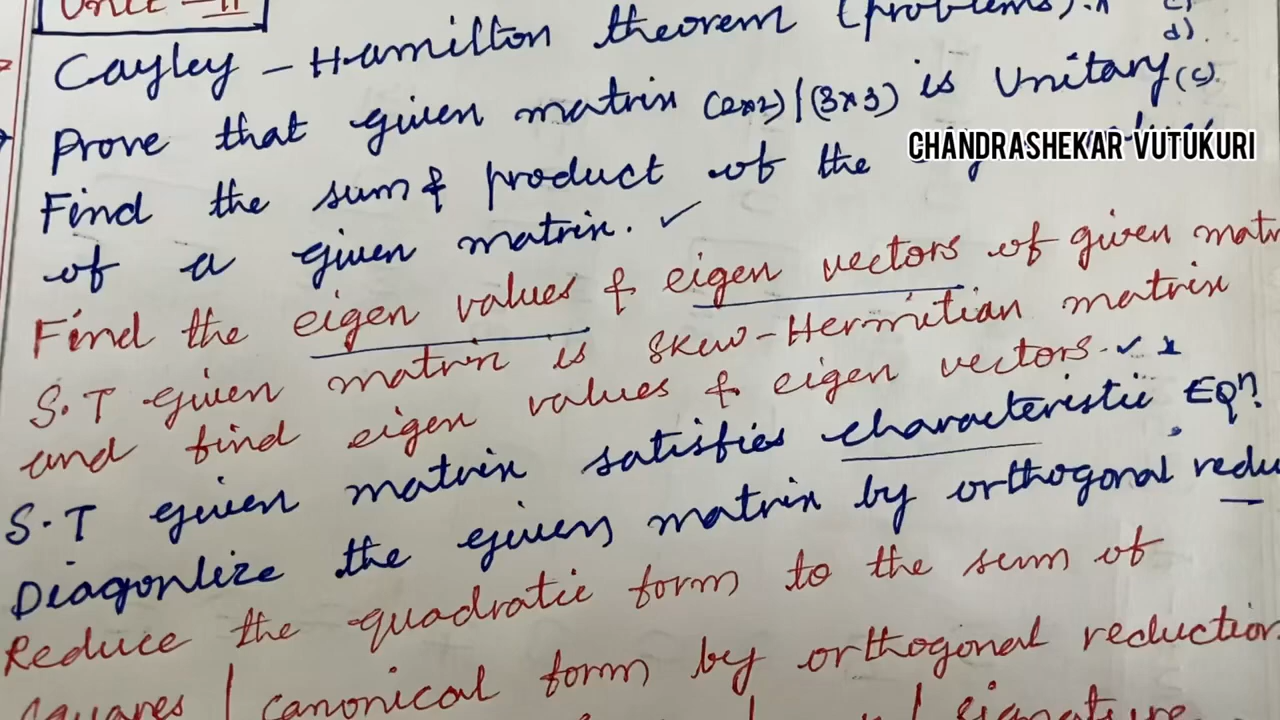 Unit-II
Cayley-Hamilton theorem (problems).
d).
Prove that given matrix (2x2)/(3x3) is Unitary (c).
CHANDRASHEKAR VUTUKURI
Find the sum & product of the
of a given matrix. ✓
Find the eigen values & eigen vectors of given matr
S.T given matrix is skew-Hermitian matrix
and find eigen values & eigen vectors. ✓ x
S.T given matrix satisfies characteristic Eqn.
Diagonlize the given matrix by orthogonal redu
Reduce the quadratic form to the sum of
squares / canonical form by orthogonal reduction
signature